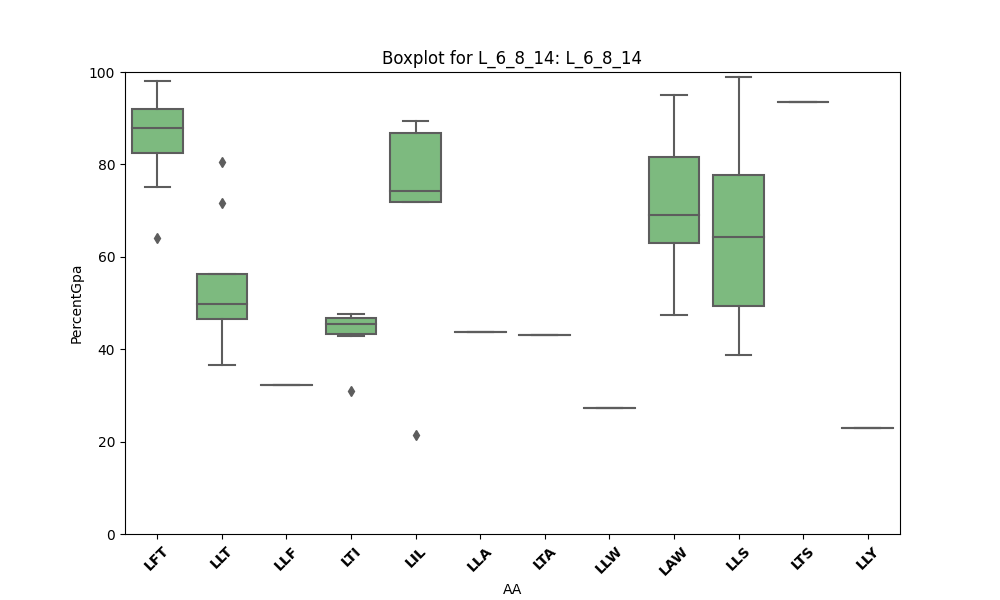 Boxplot for L_6_8_14: L_6_8_14
100
80
60
40
20
0
PercentGpa
LFT
LLT
LLF
LTI
LIL
LLA
LTA
LLW
LAW
LLS
LTS
LLY
AA